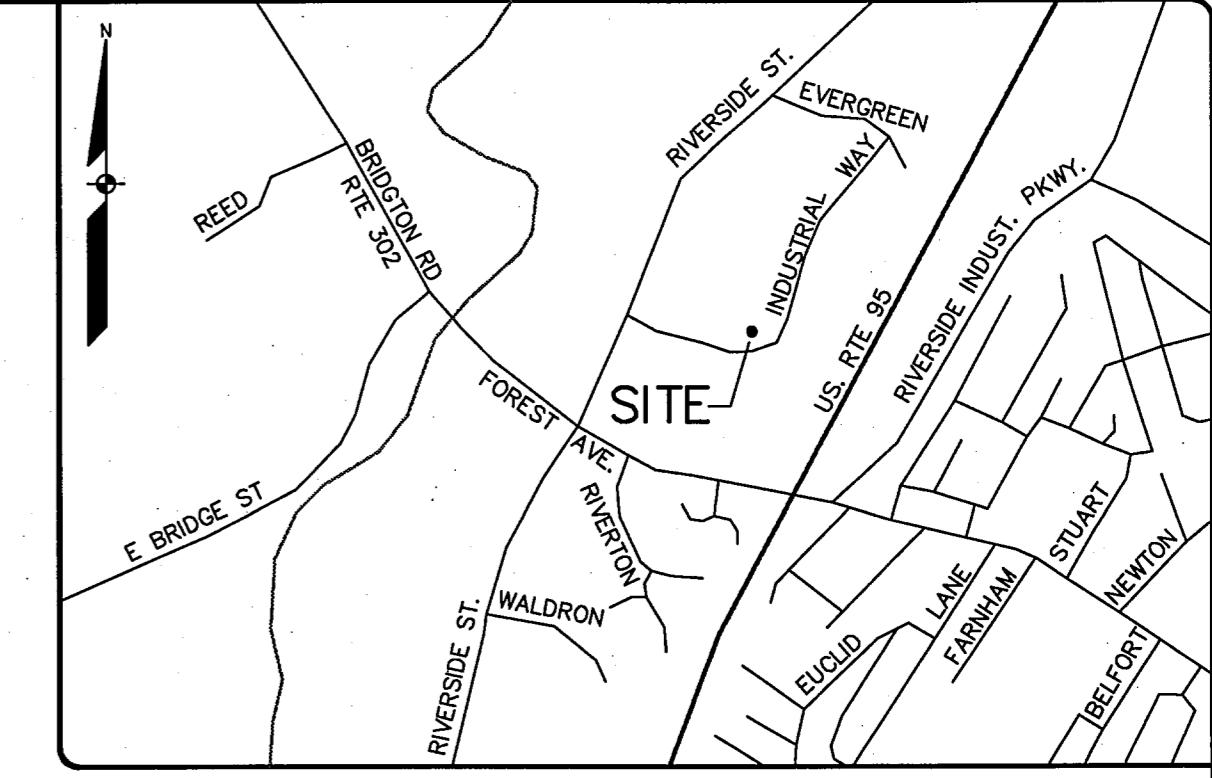 N
RIVERSIDE ST.
EVERGREEN
BRIDGTON RD
RTE 302
REED
INDUSTRIAL WAY
RIVERSIDE INDUST. PKWY.
US. RTE 95
SITE
FOREST AVE.
E BRIDGE ST
RIVERTON
WALDRON
RIVERSIDE ST.
STUART
NEWTON
LANE
FARNHAM
EUCLID
BELFORT